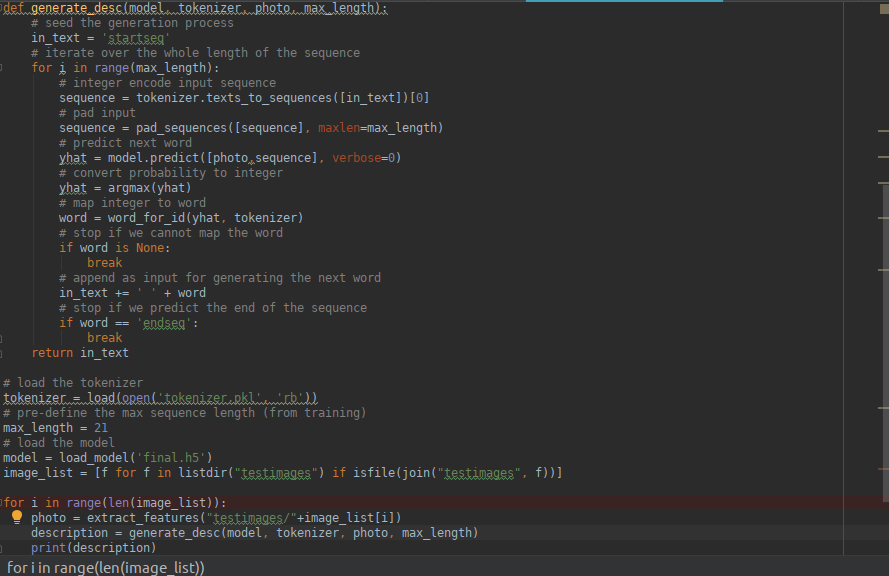 def generate_desc(model, tokenizer, photo, max_length):
    # seed the generation process
    in_text = 'startseq'
    # iterate over the whole length of the sequence
    for i in range(max_length):
        # integer encode input sequence
        sequence = tokenizer.texts_to_sequences([in_text])[0]
        # pad input
        sequence = pad_sequences([sequence], maxlen=max_length)
        # predict next word
        yhat = model.predict([photo,sequence], verbose=0)
        # convert probability to integer
        yhat = argmax(yhat)
        # map integer to word
        word = word_for_id(yhat, tokenizer)
        # stop if we cannot map the word
        if word is None:
            break
        # append as input for generating the next word
        in_text += ' ' + word
        # stop if we predict the end of the sequence
        if word == 'endseq':
            break
    return in_text
# load the tokenizer
tokenizer = load(open('tokenizer.pkl', 'rb'))
# pre-define the max sequence length (from training)
max_length = 21
# load the model
model = load_model('final.h5')
image_list = [f for f in listdir("testimages") if isfile(join("testimages", f))]
for i in range(len(image_list)):
    photo = extract_features("testimages/"+image_list[i])
    description = generate_desc(model, tokenizer, photo, max_length)
    print(description)
for i in range(len(image_list))